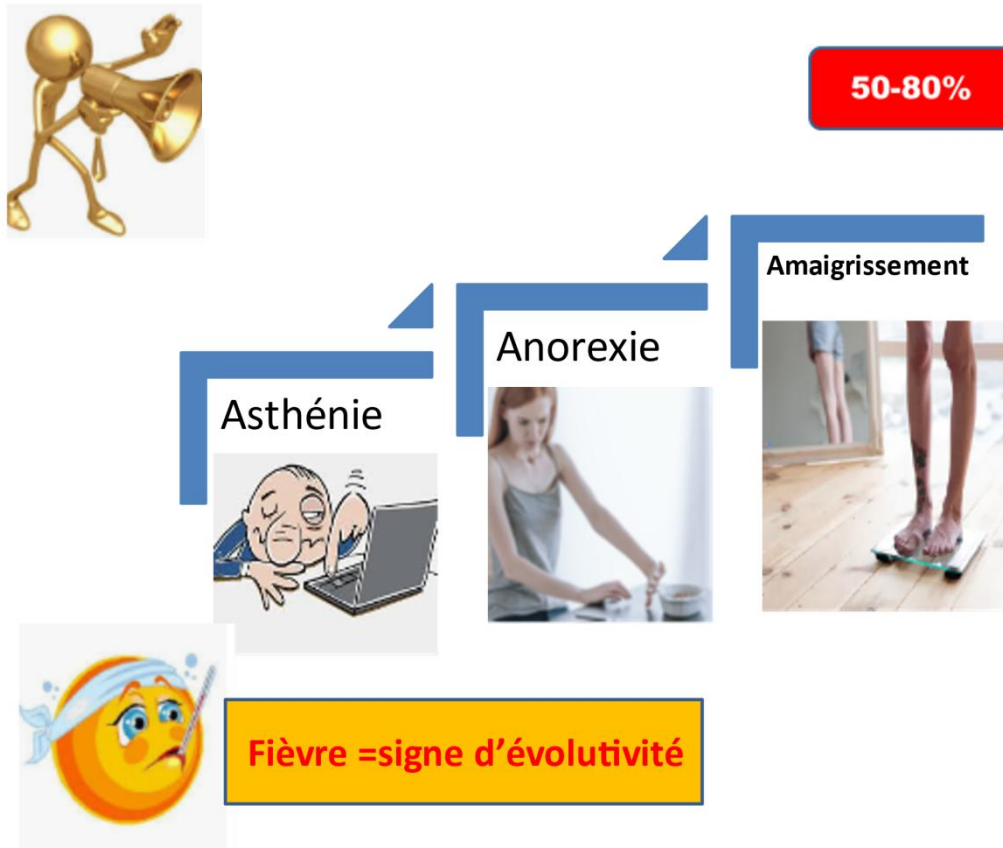 50-80%
Amaigrissement
Anorexie
Asthénie
Fièvre =signe d’évolutivité